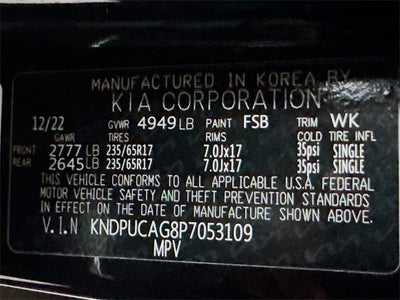 MANUFACTURED IN KOREA BY
KIA CORPORATION
12/22 GVWR 4949 LB PAINT FSB TRIM WK
GAWR TIRES RIMS COLD TIRE INFL
FRONT 2777 LB 235/65R17 7.0Jx17 35psi SINGLE
REAR 2645 LB 235/65R17 7.0Jx17 35psi SINGLE
THIS VEHICLE CONFORMS TO ALL APPLICABLE U.S.A. FEDERAL
MOTOR VEHICLE SAFETY AND THEFT PREVENTION STANDARDS
IN EFFECT ON THE DATE OF MANUFACTURE SHOWN ABOVE.
V.I.N KNDPUCAG8P7053109
MPV